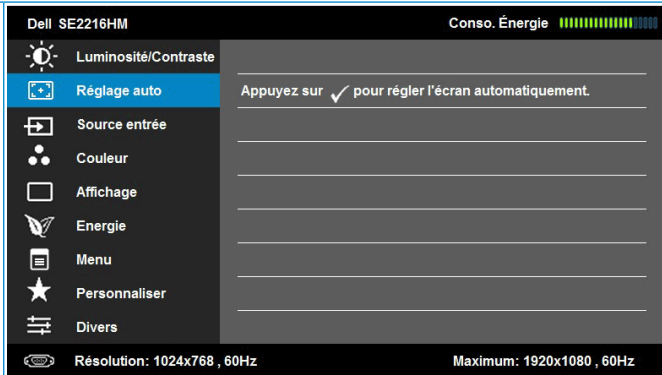 Dell SE2216HM Conso. Énergie
Luminosité/Contraste
Réglage auto Appuyez sur ✓ pour régler l'écran automatiquement.
Source entrée
Couleur
Affichage
Energie
Menu
Personnaliser
Divers
Résolution: 1024x768 , 60Hz Maximum: 1920x1080 , 60Hz